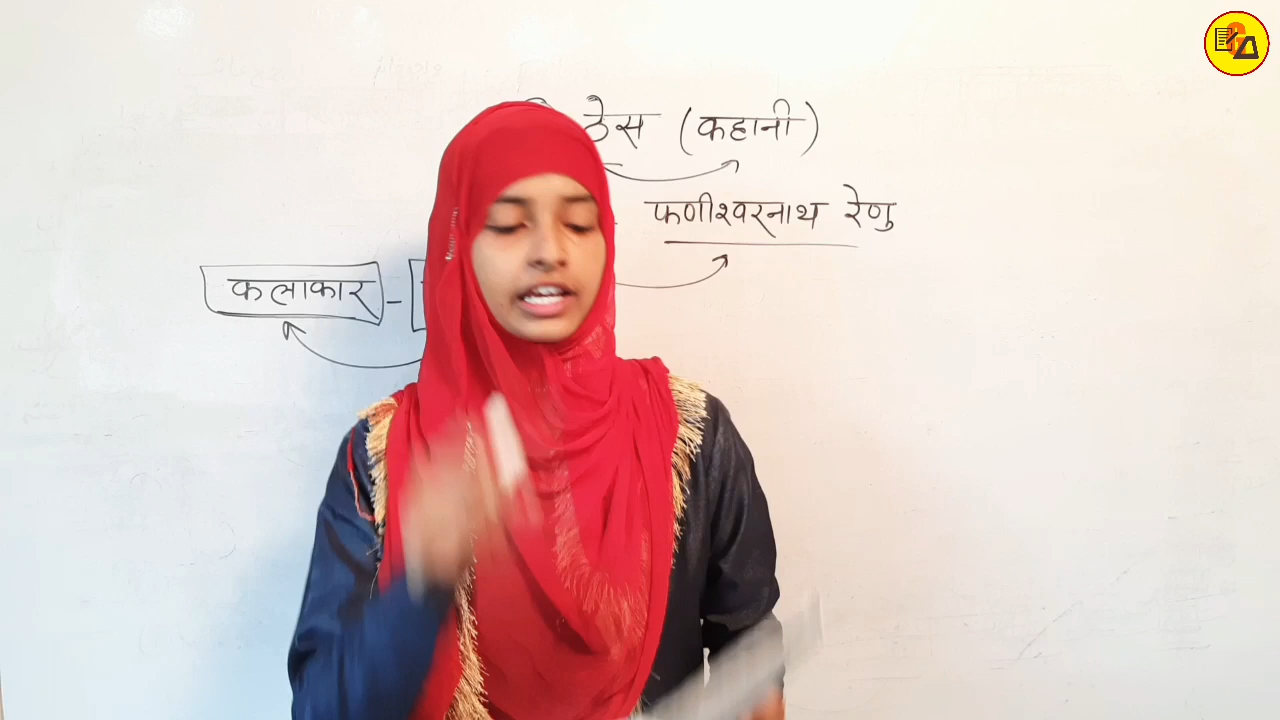 ठेस (कहानी)
फणीश्वरनाथ रेणु
कलाकार -